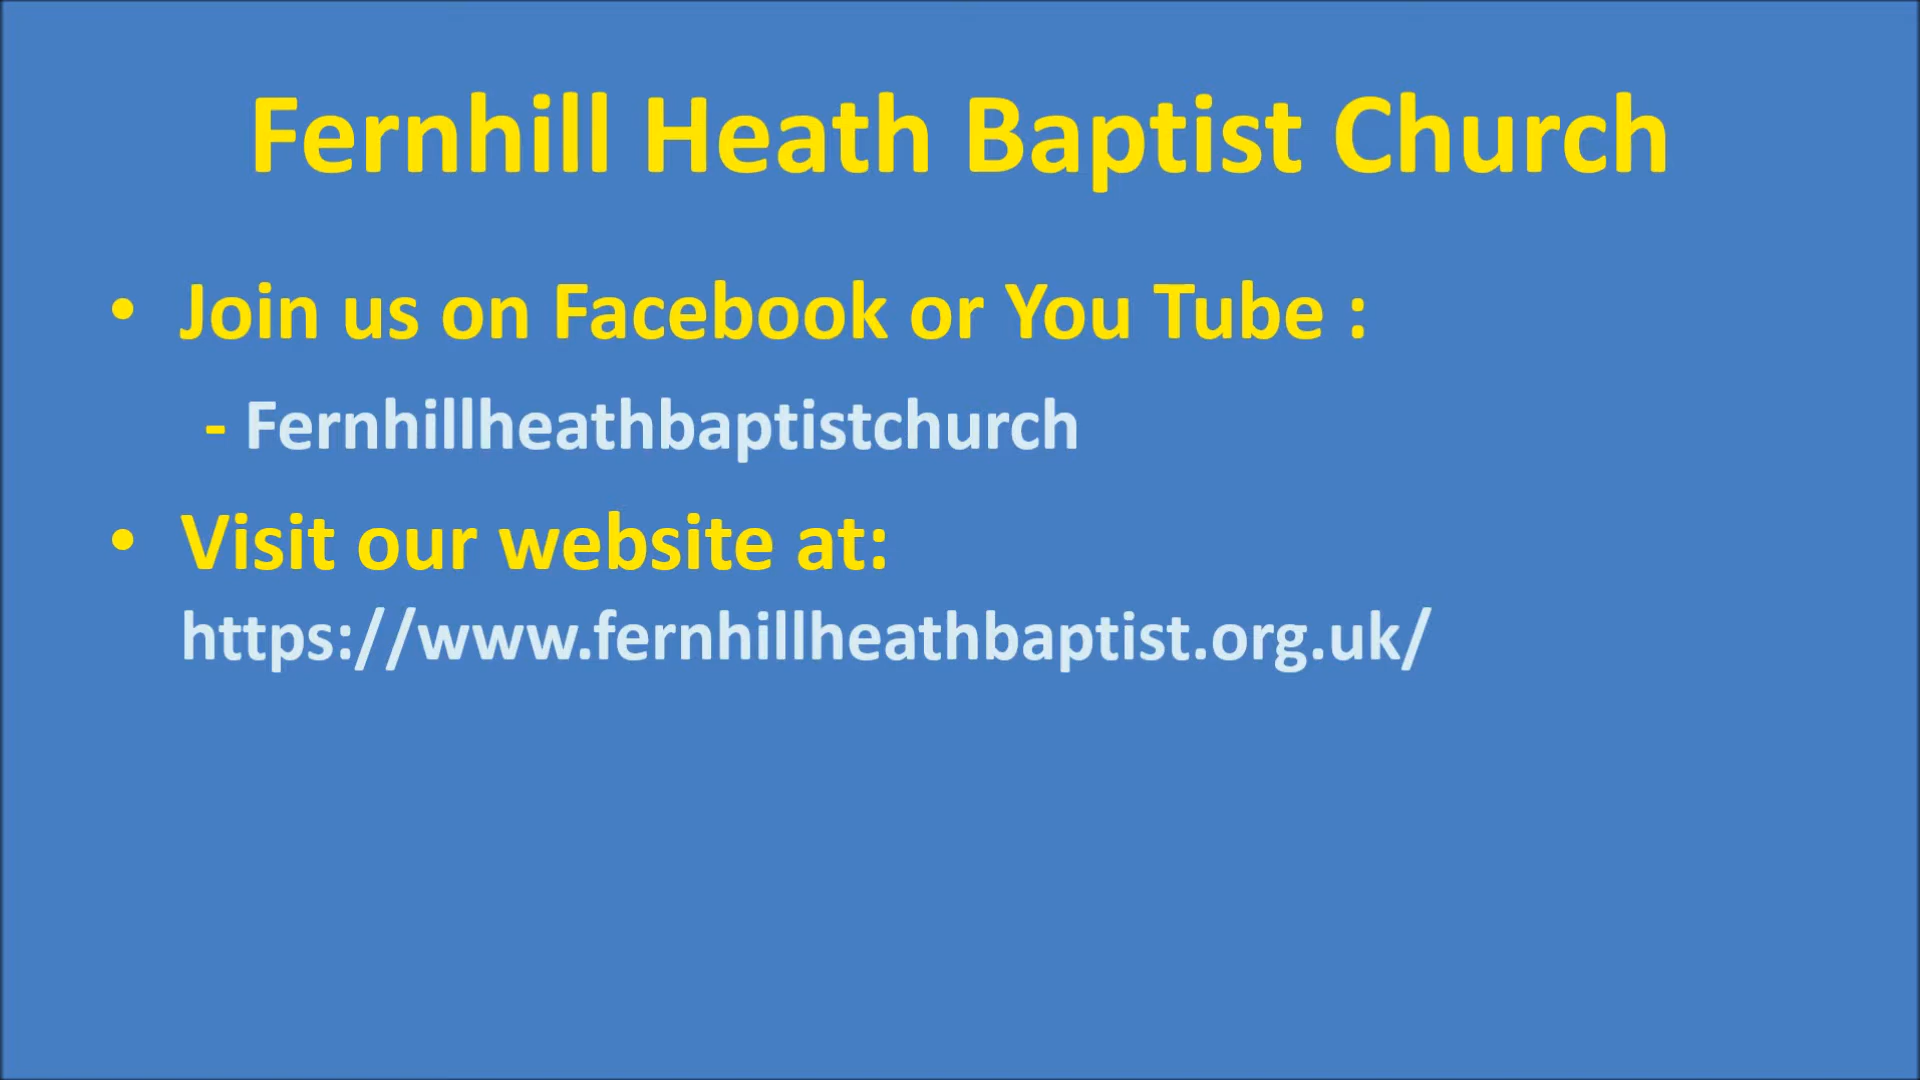 Fernhill Heath Baptist Church
• Join us on Facebook or You Tube :
- Fernhillheathbaptistchurch
• Visit our website at:
https://www.fernhillheathbaptist.org.uk/